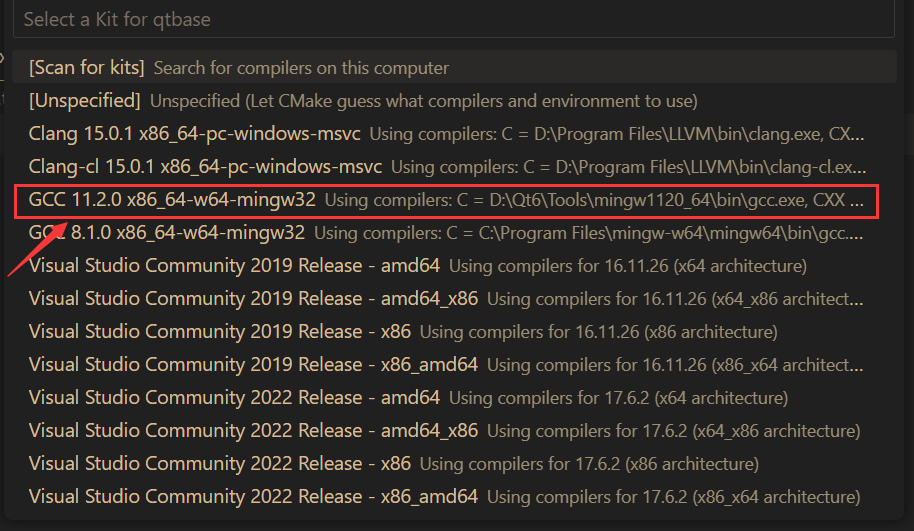 Select a Kit for qtbase
[Scan for kits] Search for compilers on this computer
[Unspecified] Unspecified (Let CMake guess what compilers and environment to use)
Clang 15.0.1 x86_64-pc-windows-msvc Using compilers: C = D:\Program Files\LLVM\bin\clang.exe, CX...
Clang-cl 15.0.1 x86_64-pc-windows-msvc Using compilers: C = D:\Program Files\LLVM\bin\clang-cl.ex...
GCC 11.2.0 x86_64-w64-mingw32 Using compilers: C = D:\Qt6\Tools\mingw1120_64\bin\gcc.exe, CXX ...
GCC 8.1.0 x86_64-w64-mingw32 Using compilers: C = C:\Program Files\mingw-w64\mingw64\bin\gcc....
Visual Studio Community 2019 Release - amd64 Using compilers for 16.11.26 (x64 architecture)
Visual Studio Community 2019 Release - amd64_x86 Using compilers for 16.11.26 (x64_x86 architect...
Visual Studio Community 2019 Release - x86 Using compilers for 16.11.26 (x86 architecture)
Visual Studio Community 2019 Release - x86_amd64 Using compilers for 16.11.26 (x86_x64 architect...
Visual Studio Community 2022 Release - amd64 Using compilers for 17.6.2 (x64 architecture)
Visual Studio Community 2022 Release - amd64_x86 Using compilers for 17.6.2 (x64_x86 architecture)
Visual Studio Community 2022 Release - x86 Using compilers for 17.6.2 (x86 architecture)
Visual Studio Community 2022 Release - x86_amd64 Using compilers for 17.6.2 (x86_x64 architecture)